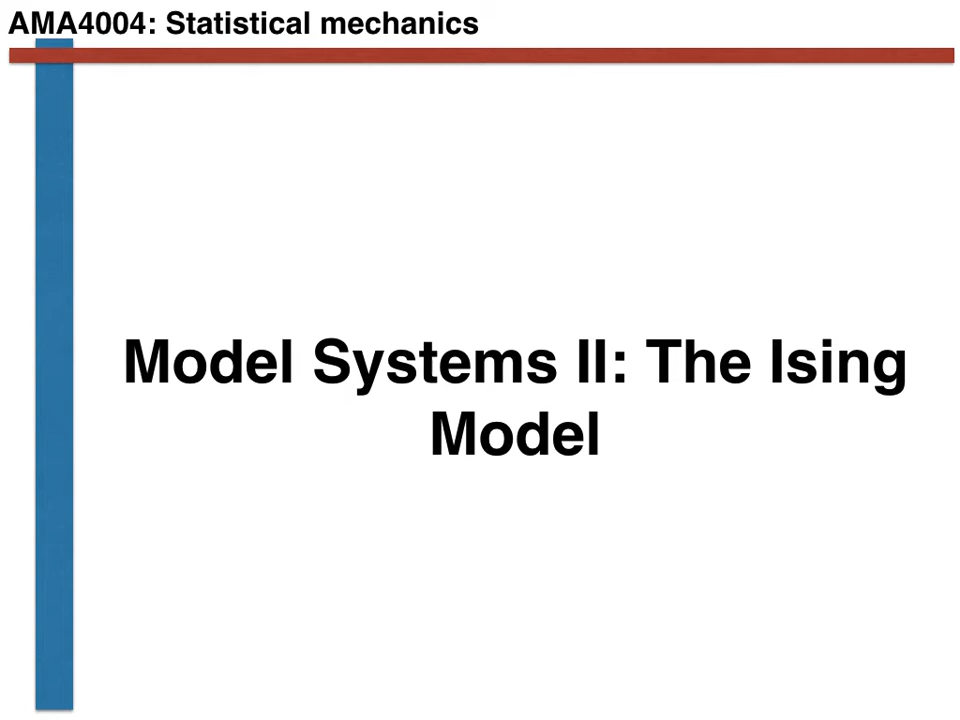 AMA4004: Statistical mechanics
Model Systems II: The Ising
Model